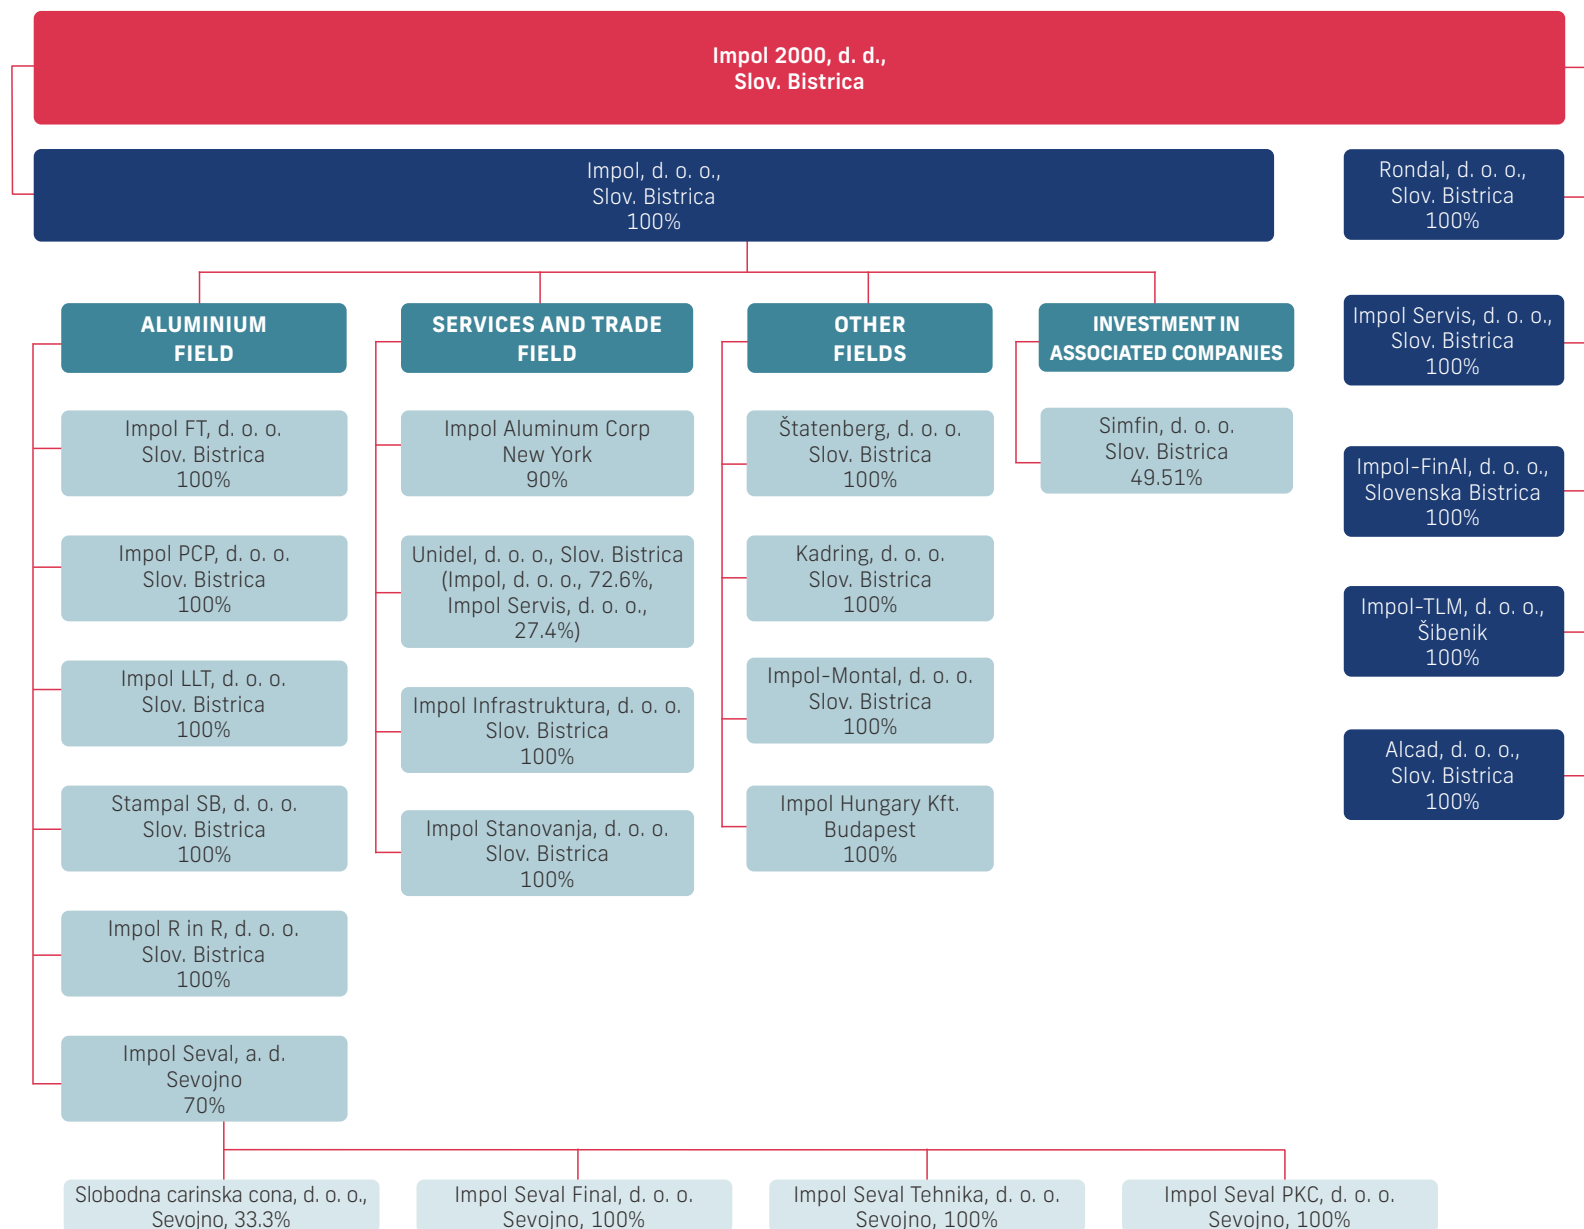 Impol 2000, d. d.,
Slov. Bistrica
Impol, d. o. o.,
Slov. Bistrica
100%
Rondal, d. o. o.,
Slov. Bistrica
100%
ALUMINIUM
FIELD
Impol FT, d. o. o.
Slov. Bistrica
100%
Impol PCP, d. o. o.
Slov. Bistrica
100%
Impol LLT, d. o. o.
Slov. Bistrica
100%
Stampal SB, d. o. o.
Slov. Bistrica
100%
Impol R in R, d. o. o.
Slov. Bistrica
100%
Impol Seval, a. d.
Sevojno
70%
SERVICES AND TRADE
FIELD
Impol Aluminum Corp
New York
90%
Unidel, d. o. o., Slov. Bistrica
(Impol, d. o. o., 72.6%,
Impol Servis, d. o. o.,
27.4%)
Impol Infrastruktura, d. o. o.
Slov. Bistrica
100%
Impol Stanovanja, d. o. o.
Slov. Bistrica
100%
OTHER
FIELDS
Štatenberg, d. o. o.
Slov. Bistrica
100%
Kadring, d. o. o.
Slov. Bistrica
100%
Impol-Montal, d. o. o.
Slov. Bistrica
100%
Impol Hungary Kft.
Budapest
100%
INVESTMENT IN
ASSOCIATED COMPANIES
Simfin, d. o. o.
Slov. Bistrica
49.51%
Impol Servis, d. o. o.,
Slov. Bistrica
100%
Impol-FinAl, d. o. o.,
Slovenska Bistrica
100%
Impol-TLM, d. o. o.,
Šibenik
100%
Alcad, d. o. o.,
Slov. Bistrica
100%
Slobodna carinska cona, d. o. o.,
Sevojno, 33.3%
Impol Seval Final, d. o. o.
Sevojno, 100%
Impol Seval Tehnika, d. o. o.
Sevojno, 100%
Impol Seval PKC, d. o. o.
Sevojno, 100%